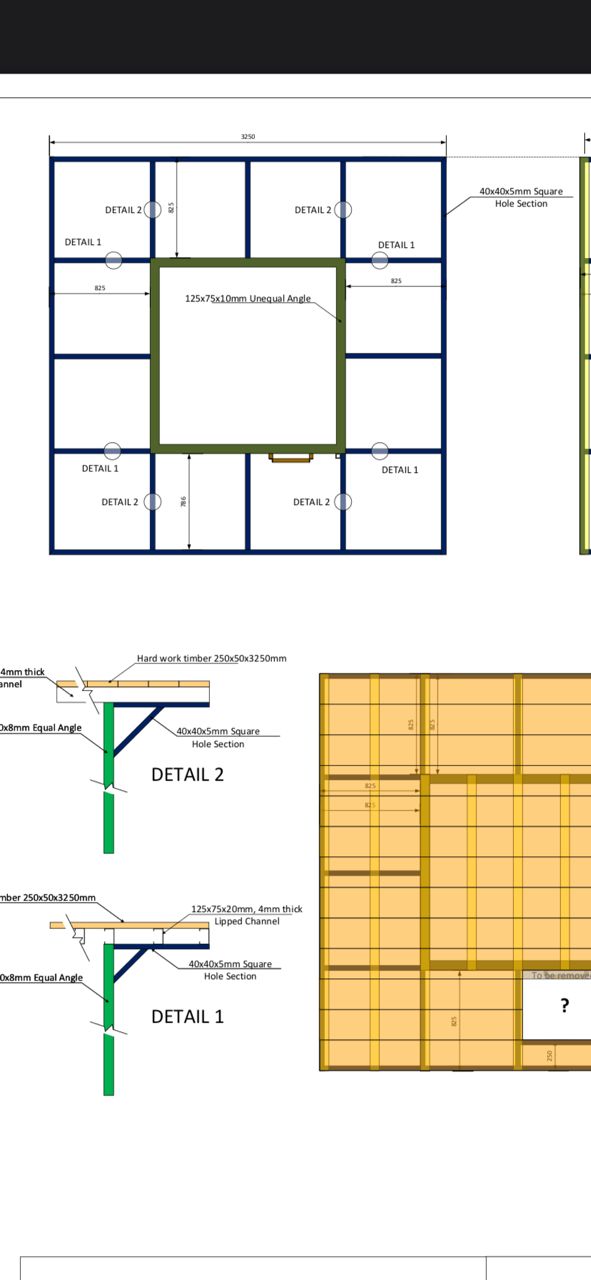 3250
40x40x5mm Square
Hole Section
DETAIL 2
825
DETAIL 2
DETAIL 1
DETAIL 1
825
825
125x75x10mm Unequal Angle
DETAIL 1
DETAIL 1
DETAIL 2
786
DETAIL 2
Hard work timber 250x50x3250mm
4mm thick
annel
0x8mm Equal Angle
40x40x5mm Square
Hole Section
DETAIL 2
825
825
825
825
mber 250x50x3250mm
125x75x20mm, 4mm thick
Lipped Channel
40x40x5mm Square
Hole Section
0x8mm Equal Angle
DETAIL 1
To be remove
?
825
250